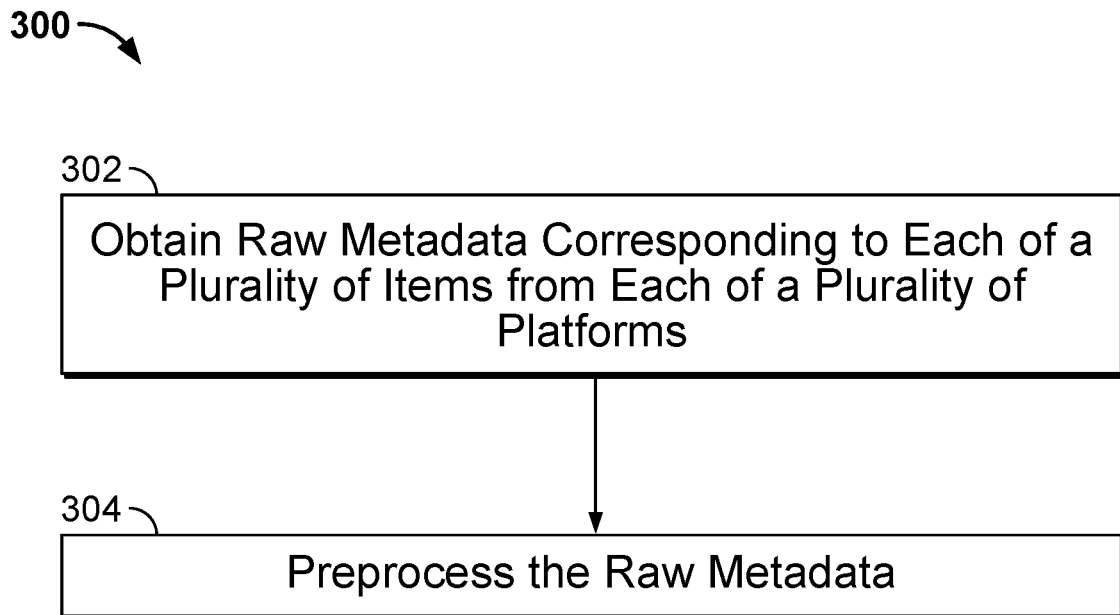 300
302
Obtain Raw Metadata Corresponding to Each of a
Plurality of Items from Each of a Plurality of
Platforms
304
Preprocess the Raw Metadata